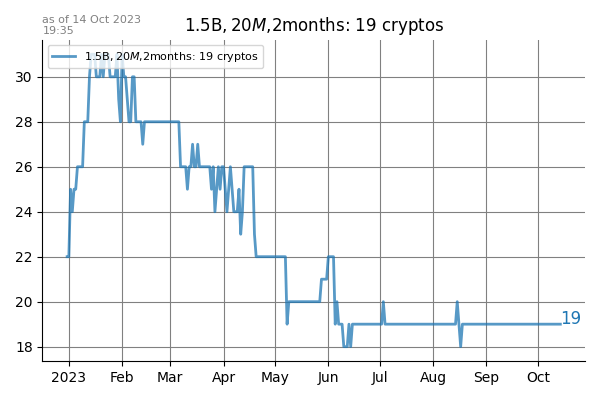 as of 14 Oct 2023
19:35
1.5B, 20M,2months: 19 cryptos
1.5B, 20M,2months: 19 cryptos
30
28
26
24
22
20
18
19
2023 Feb Mar Apr May Jun Jul Aug Sep Oct